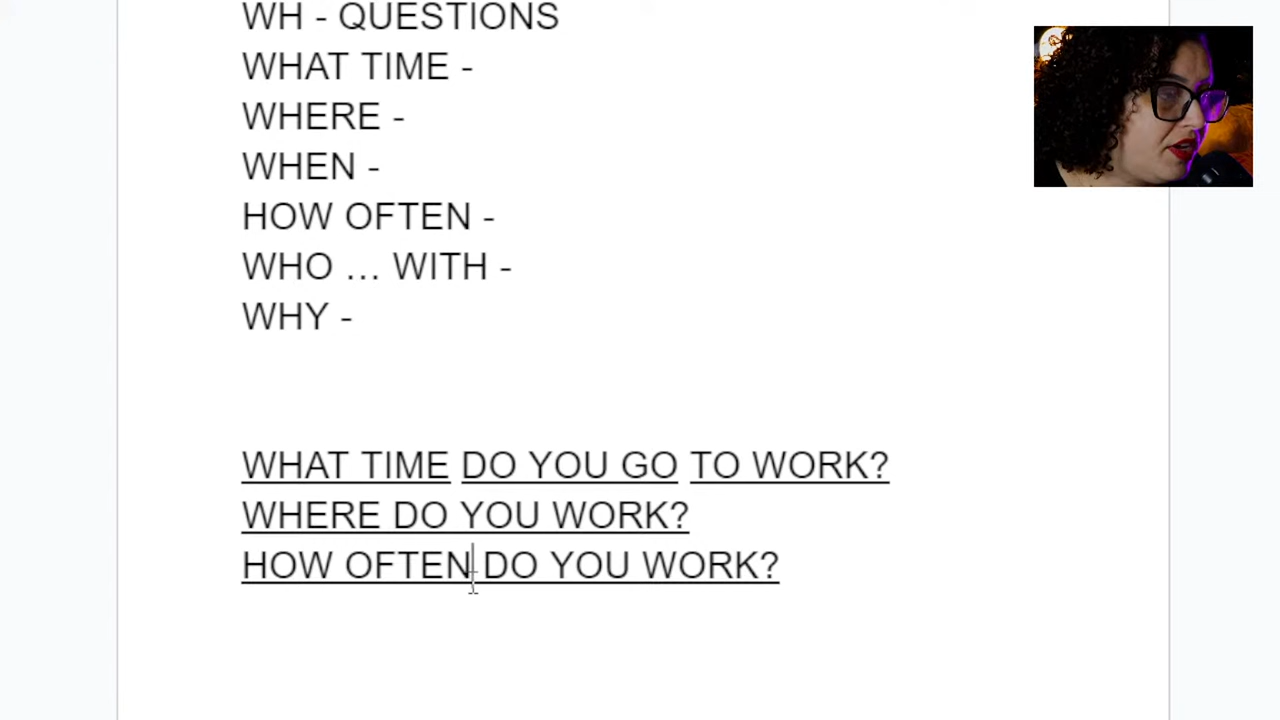 WH - QUESTIONS
WHAT TIME -
WHERE -
WHEN -
HOW OFTEN -
WHO ... WITH -
WHY -
WHAT TIME DO YOU GO TO WORK?
WHERE DO YOU WORK?
HOW OFTEN DO YOU WORK?